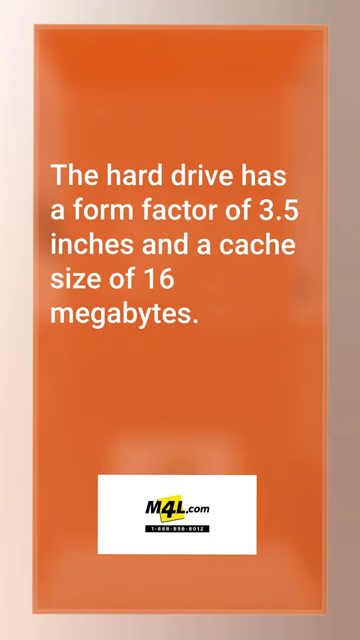 The hard drive has
a form factor of 3.5
inches and a cache
size of 16
megabytes.
M4L.com
1-888-898-8012